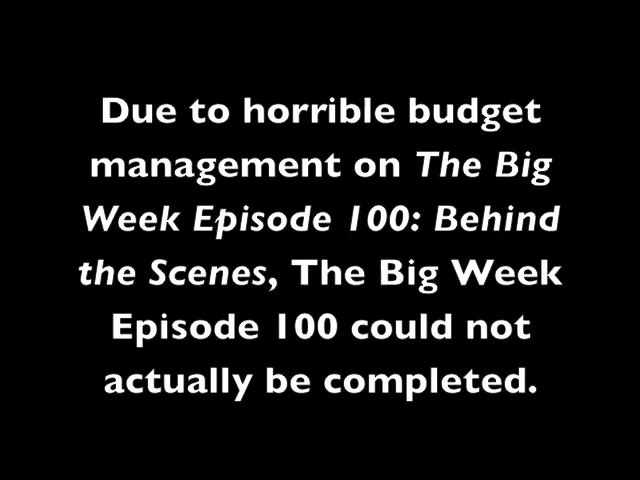 Due to horrible budget
management on The Big
Week Episode 100: Behind
the Scenes, The Big Week
Episode 100 could not
actually be completed.